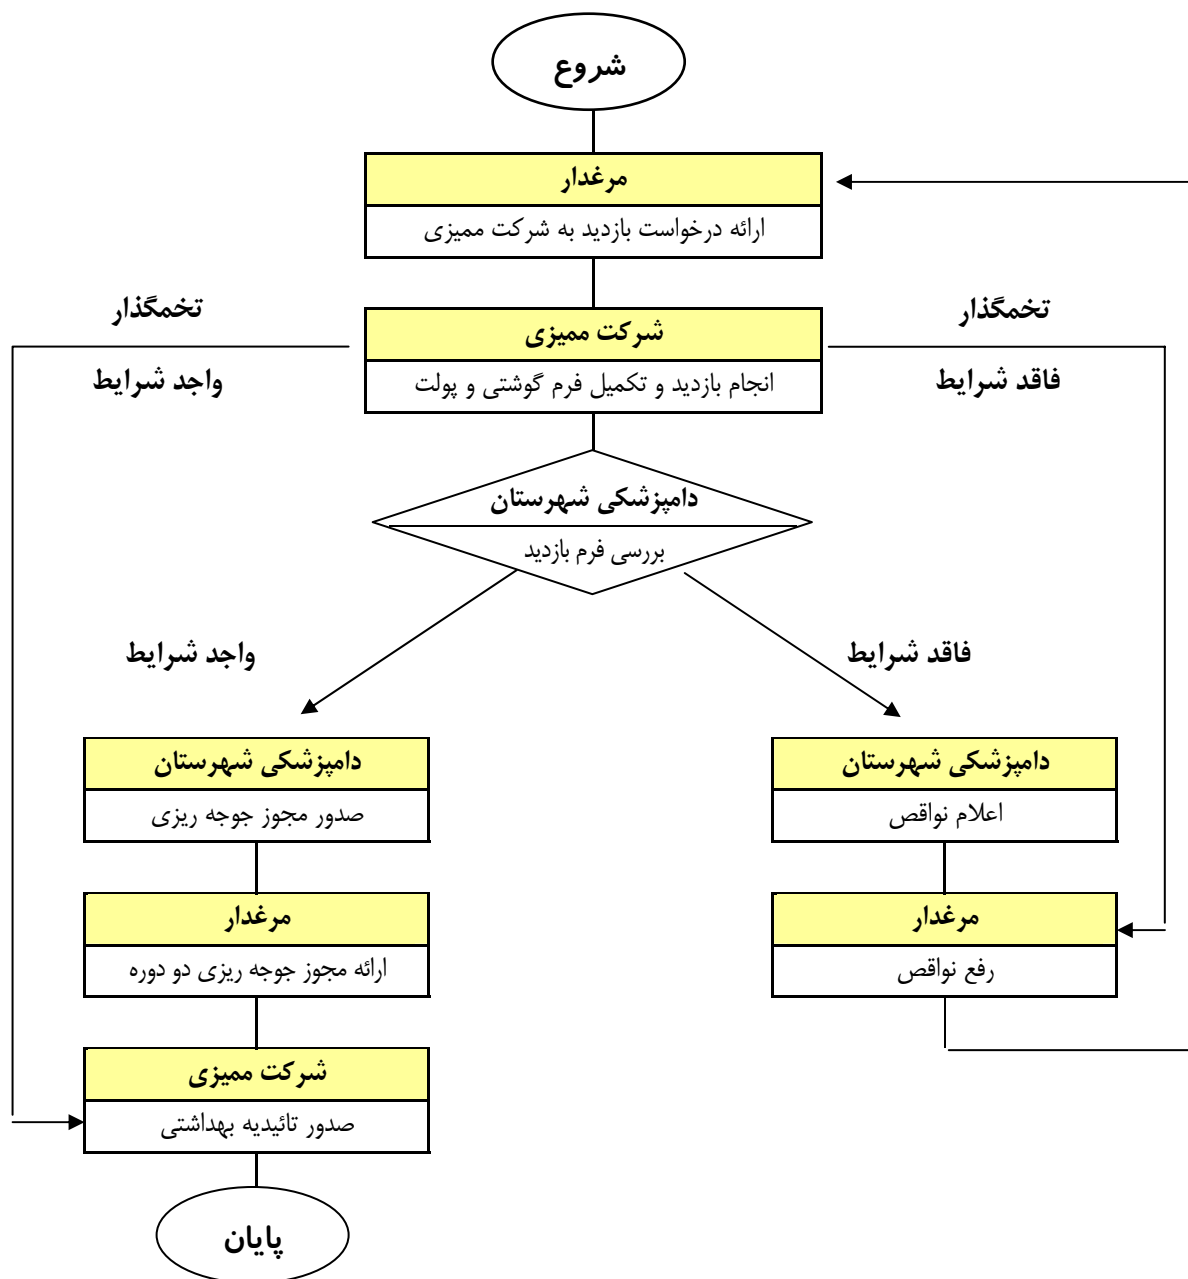 شروع
مرغدار
ارائه درخواست بازدید به شرکت ممیزی
تخمگذار
تخمگذار
شرکت ممیزی
فاقد شرایط
انجام بازدید و تکمیل فرم گوشتی و پولت
واجد شرایط
دامپزشکی شهرستان
بررسی فرم بازدید
فاقد شرایط
واجد شرایط
دامپزشکی شهرستان
اعلام نواقص
دامپزشکی شهرستان
صدور مجوز جوجه ریزی
مرغدار
رفع نواقص
مرغدار
ارائه مجوز جوجه ریزی دو دوره
شرکت ممیزی
صدور تائیدیه بهداشتی
پایان